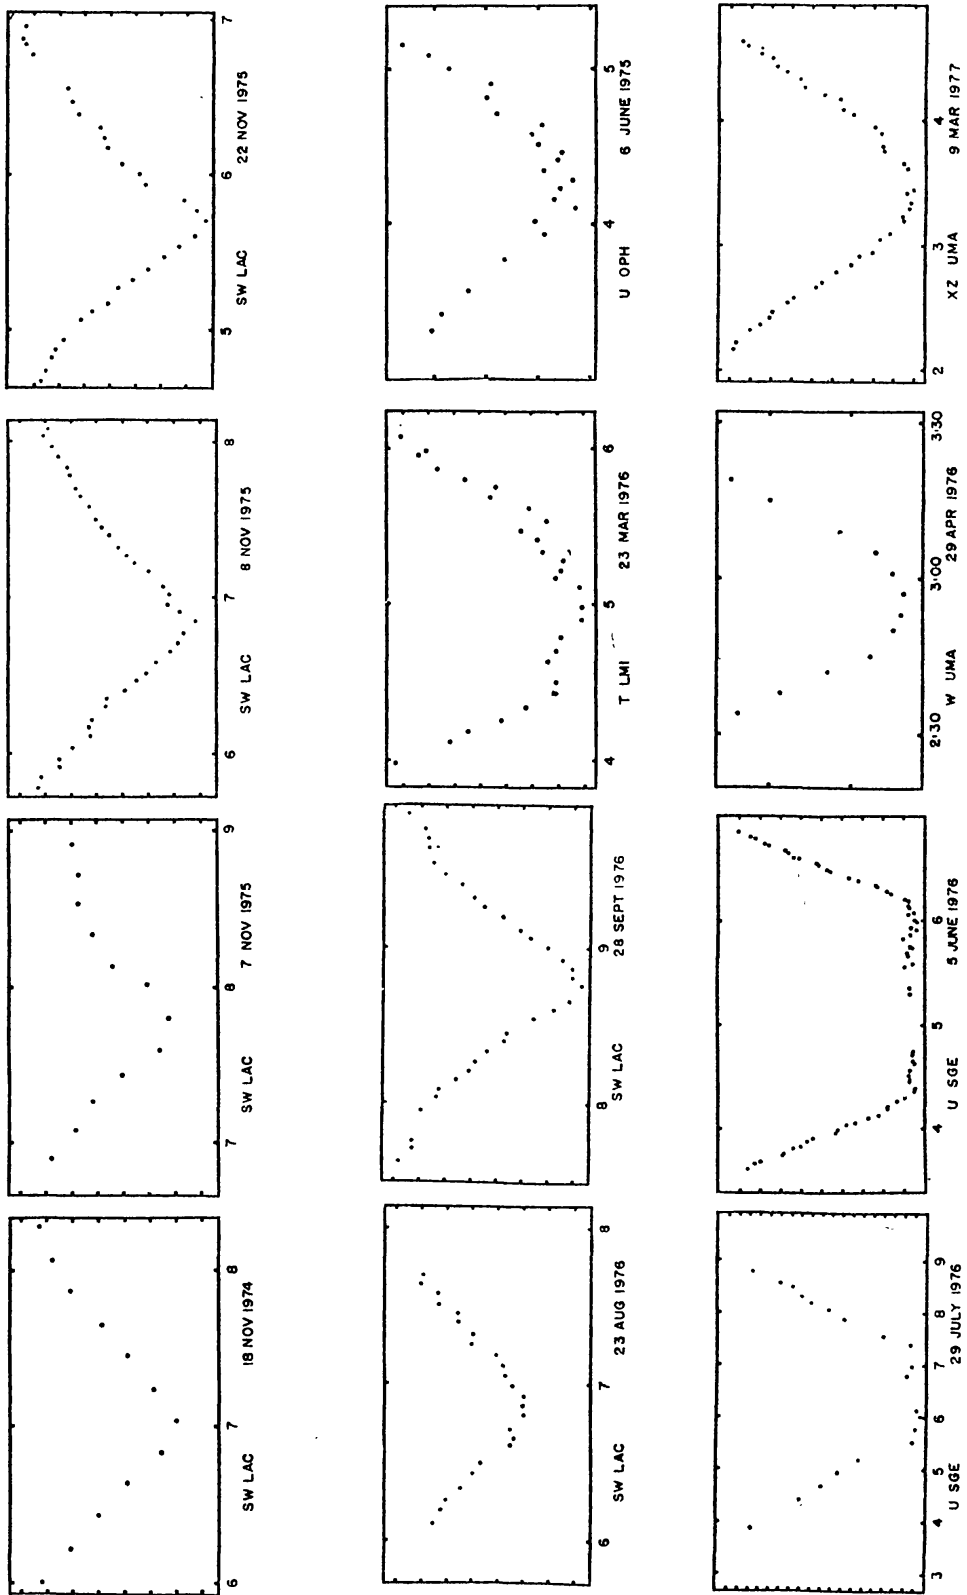 6 7 8
SW LAC 18 NOV 1974
7 8 9
SW LAC 7 NOV 1975
6 7 8
SW LAC 8 NOV 1975
5 6 7
SW LAC 22 NOV 1975
6 7 8
SW LAC 23 AUG 1976
8 9
SW LAC 28 SEPT 1976
4 5 6
T LMI 23 MAR 1976
4 5
U OPH 6 JUNE 1975
3 4 5 6 7 8 9
U SGE 29 JULY 1976
4 5 6
U SGE 5 JUNE 1976
2:30 3:00 3:30
W UMA 29 APR 1976
2 3 4
XZ UMA 9 MAR 1977